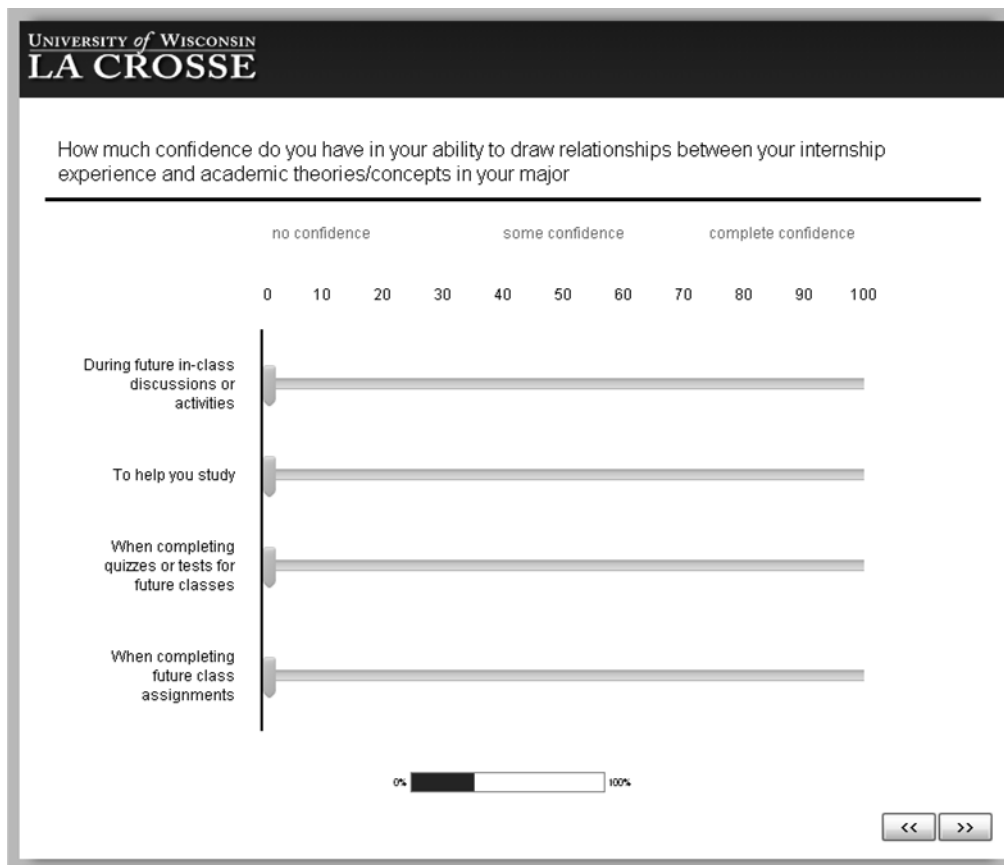 UNIVERSITY of WISCONSIN
LA CROSSE
How much confidence do you have in your ability to draw relationships between your internship
experience and academic theories/concepts in your major
no confidence some confidence complete confidence
0 10 20 30 40 50 60 70 80 90 100
During future in-class
discussions or
activities
To help you study
When completing
quizzes or tests for
future classes
When completing
future class
assignments
0% 100%
<< >>